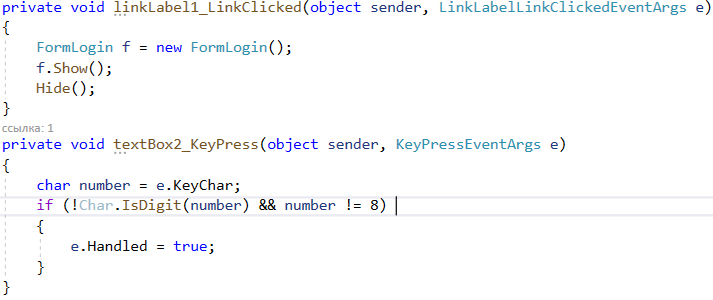 private void linkLabel1_LinkClicked(object sender, LinkLabelLinkClickedEventArgs e)
{
    FormLogin f = new FormLogin();
    f.Show();
    Hide();
}
ссылка: 1
private void textBox2_KeyPress(object sender, KeyPressEventArgs e)
{
    char number = e.KeyChar;
    if (!Char.IsDigit(number) && number != 8)
    {
        e.Handled = true;
    }
}